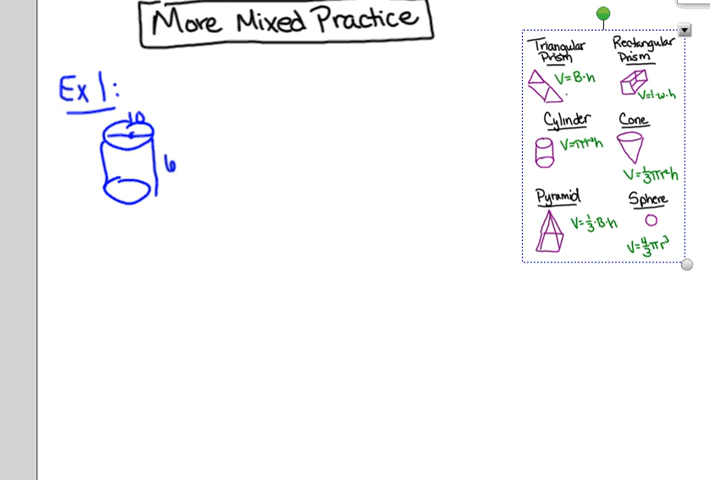 More Mixed Practice
Ex 1:
10
6
Triangular Prism
V=B·h
Rectangular Prism
V=l·w·h
Cylinder
V=πr²h
Cone
V=⅓πr²h
Pyramid
V=⅓·B·h
Sphere
V=4/3πr³